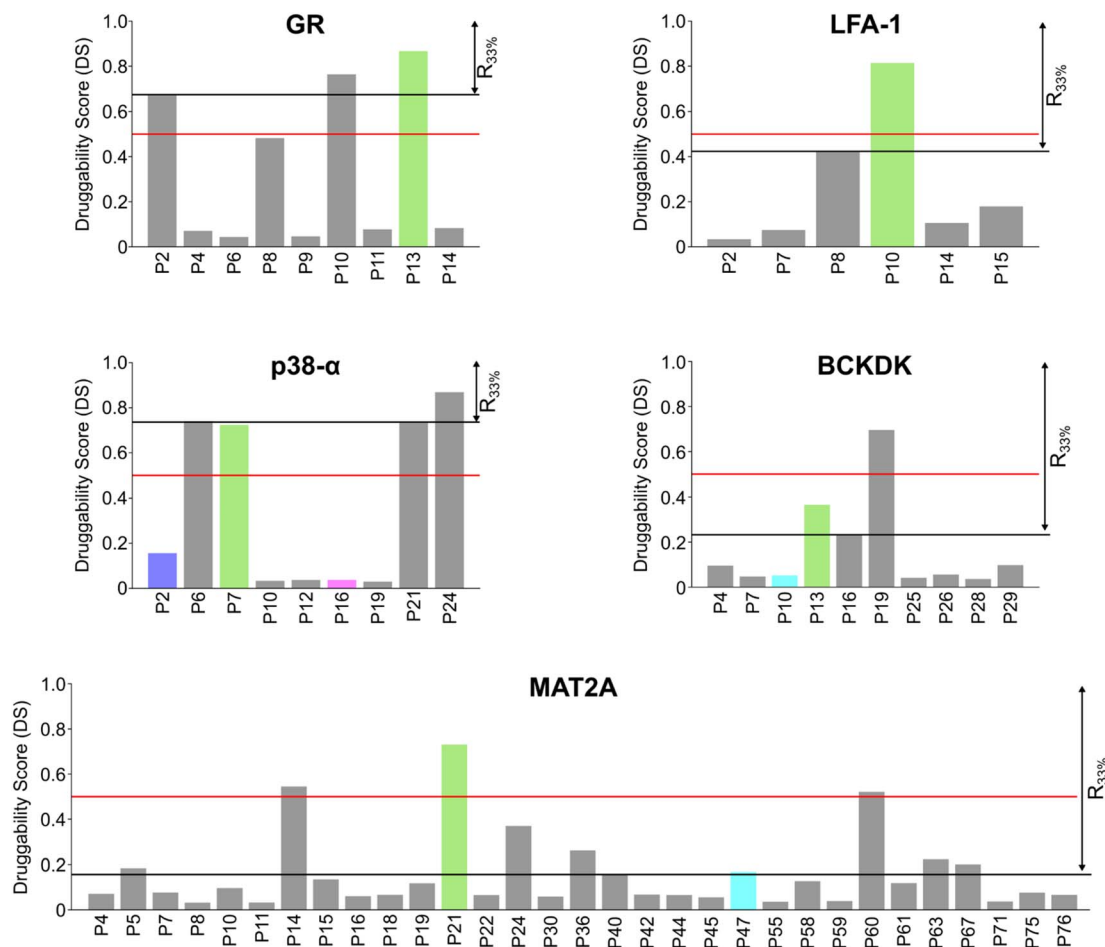 GR
Druggability Score (DS)
1.0
0.8
0.6
0.4
0.2
0
R33%
P2 P4 P6 P8 P9 P10 P11 P13 P14
LFA-1
Druggability Score (DS)
1.0
0.8
0.6
0.4
0.2
0
R33%
P2 P7 P8 P10 P14 P15
p38-α
Druggability Score (DS)
1.0
0.8
0.6
0.4
0.2
0
R33%
P2 P6 P7 P10 P12 P16 P19 P21 P24
BCKDK
Druggability Score (DS)
1.0
0.8
0.6
0.4
0.2
0
R33%
P4 P7 P10 P13 P16 P19 P25 P26 P28 P29
MAT2A
Druggability Score (DS)
1.0
0.8
0.6
0.4
0.2
0
R33%
P4 P5 P7 P8 P10 P11 P14 P15 P16 P18 P19 P21 P22 P24 P30 P36 P40 P42 P44 P45 P47 P55 P58 P59 P60 P61 P63 P67 P71 P75 P76